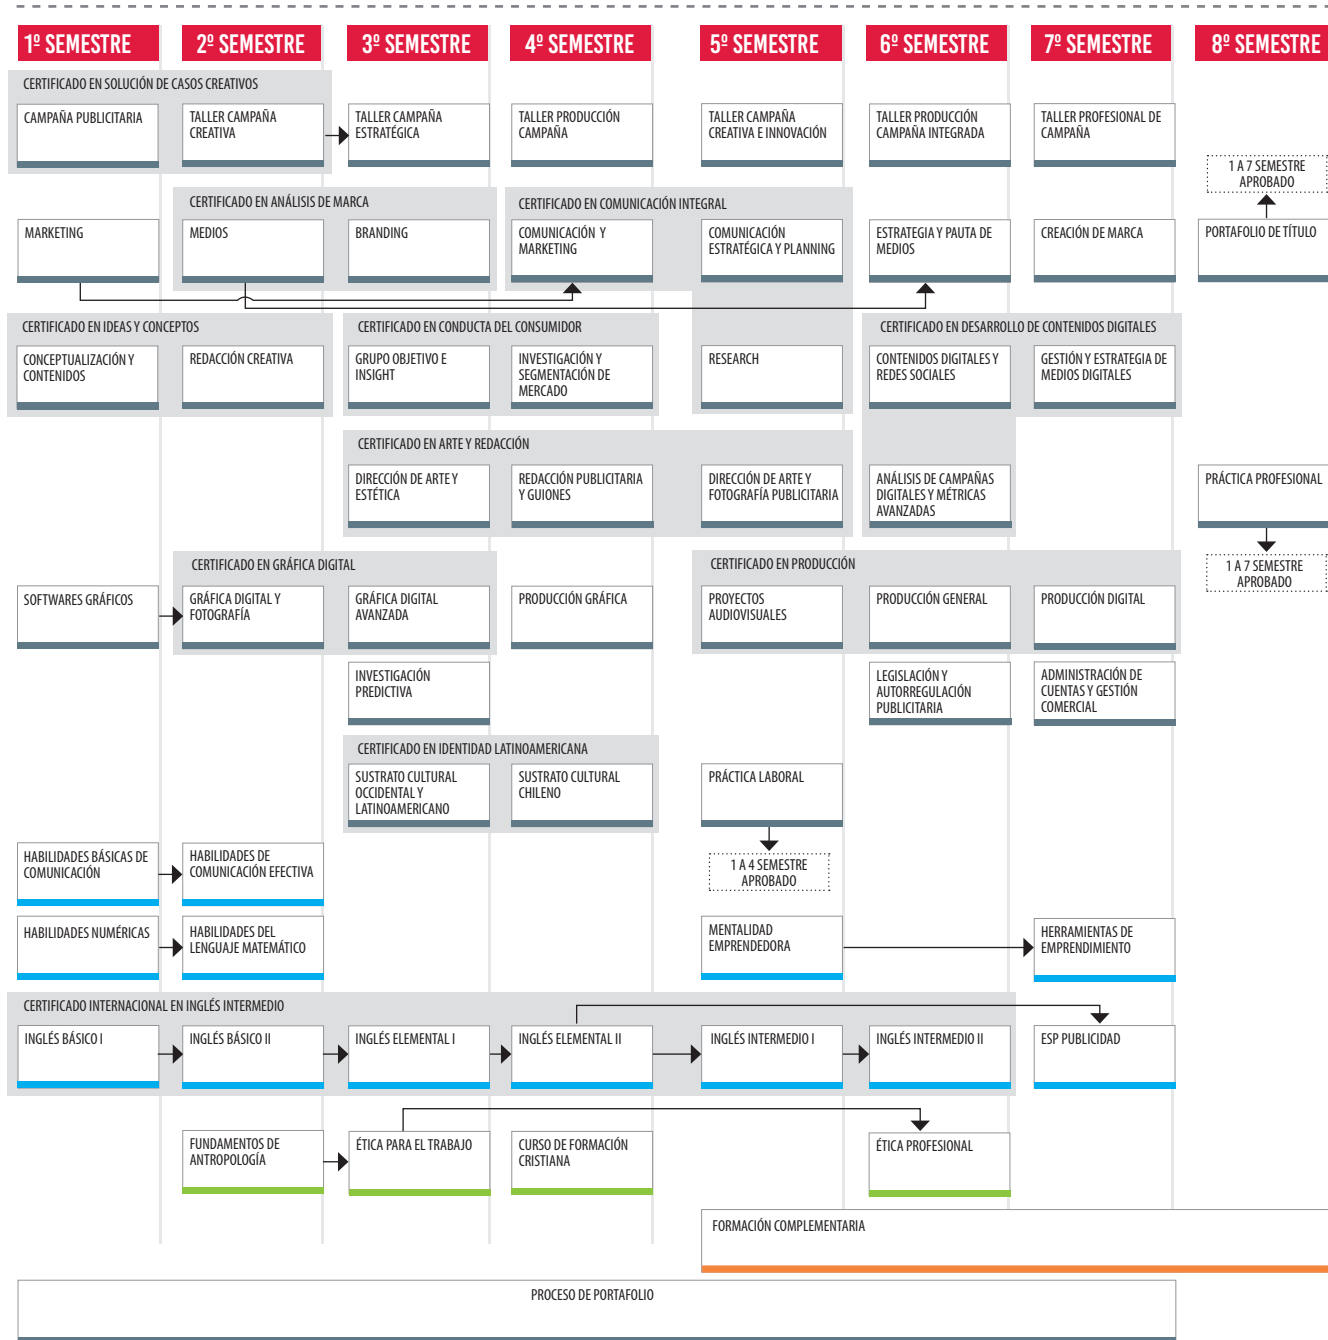 1º SEMESTRE
2º SEMESTRE
3º SEMESTRE
4º SEMESTRE
5º SEMESTRE
6º SEMESTRE
7º SEMESTRE
8º SEMESTRE
CERTIFICADO EN SOLUCIÓN DE CASOS CREATIVOS
CAMPAÑA PUBLICITARIA
TALLER CAMPAÑA
CREATIVA
TALLER CAMPAÑA
ESTRATÉGICA
TALLER PRODUCCIÓN
CAMPAÑA
TALLER CAMPAÑA
CREATIVA E INNOVACIÓN
TALLER PRODUCCIÓN
CAMPAÑA INTEGRADA
TALLER PROFESIONAL DE
CAMPAÑA
1 A 7 SEMESTRE
APROBADO
CERTIFICADO EN ANÁLISIS DE MARCA
CERTIFICADO EN COMUNICACIÓN INTEGRAL
MARKETING
MEDIOS
BRANDING
COMUNICACIÓN Y
MARKETING
COMUNICACIÓN
ESTRATÉGICA Y PLANNING
ESTRATEGIA Y PAUTA DE
MEDIOS
CREACIÓN DE MARCA
PORTAFOLIO DE TÍTULO
CERTIFICADO EN IDEAS Y CONCEPTOS
CERTIFICADO EN CONDUCTA DEL CONSUMIDOR
CERTIFICADO EN DESARROLLO DE CONTENIDOS DIGITALES
CONCEPTUALIZACIÓN Y
CONTENIDOS
REDACCIÓN CREATIVA
GRUPO OBJETIVO E
INSIGHT
INVESTIGACIÓN Y
SEGMENTACIÓN DE
MERCADO
RESEARCH
CONTENIDOS DIGITALES Y
REDES SOCIALES
GESTIÓN Y ESTRATEGIA DE
MEDIOS DIGITALES
CERTIFICADO EN ARTE Y REDACCIÓN
DIRECCIÓN DE ARTE Y
ESTÉTICA
REDACCIÓN PUBLICITARIA
Y GUIONES
DIRECCIÓN DE ARTE Y
FOTOGRAFÍA PUBLICITARIA
ANÁLISIS DE CAMPAÑAS
DIGITALES Y MÉTRICAS
AVANZADAS
PRÁCTICA PROFESIONAL
1 A 7 SEMESTRE
APROBADO
CERTIFICADO EN GRÁFICA DIGITAL
CERTIFICADO EN PRODUCCIÓN
SOFTWARES GRÁFICOS
GRÁFICA DIGITAL Y
FOTOGRAFÍA
GRÁFICA DIGITAL
AVANZADA
PRODUCCIÓN GRÁFICA
PROYECTOS
AUDIOVISUALES
PRODUCCIÓN GENERAL
PRODUCCIÓN DIGITAL
INVESTIGACIÓN
PREDICTIVA
LEGISLACIÓN Y
AUTORREGULACIÓN
PUBLICITARIA
ADMINISTRACIÓN DE
CUENTAS Y GESTIÓN
COMERCIAL
CERTIFICADO EN IDENTIDAD LATINOAMERICANA
SUSTRATO CULTURAL
OCCIDENTAL Y
LATINOAMERICANO
SUSTRATO CULTURAL
CHILENO
PRÁCTICA LABORAL
1 A 4 SEMESTRE
APROBADO
HABILIDADES BÁSICAS DE
COMUNICACIÓN
HABILIDADES DE
COMUNICACIÓN EFECTIVA
HABILIDADES NUMÉRICAS
HABILIDADES DEL
LENGUAJE MATEMÁTICO
MENTALIDAD
EMPRENDEDORA
HERRAMIENTAS DE
EMPRENDIMIENTO
CERTIFICADO INTERNACIONAL EN INGLÉS INTERMEDIO
INGLÉS BÁSICO I
INGLÉS BÁSICO II
INGLÉS ELEMENTAL I
INGLÉS ELEMENTAL II
INGLÉS INTERMEDIO I
INGLÉS INTERMEDIO II
ESP PUBLICIDAD
FUNDAMENTOS DE
ANTROPOLOGÍA
ÉTICA PARA EL TRABAJO
CURSO DE FORMACIÓN
CRISTIANA
ÉTICA PROFESIONAL
FORMACIÓN COMPLEMENTARIA
PROCESO DE PORTAFOLIO